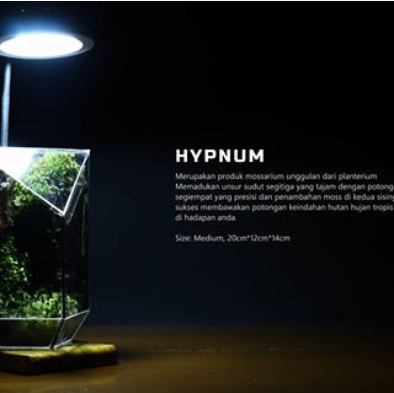 HYPNUM
Merupakan produk mossarium unggulan dari planterium
Memadukan unsur sudut segitiga yang tajam dengan potong
segiempat yang presisi dan penambahan moss di kedua sising
sukses membawakan potongan keindahan hutan hujan tropis
di hadapan anda.
Size: Medium, 20cm*12cm*14cm